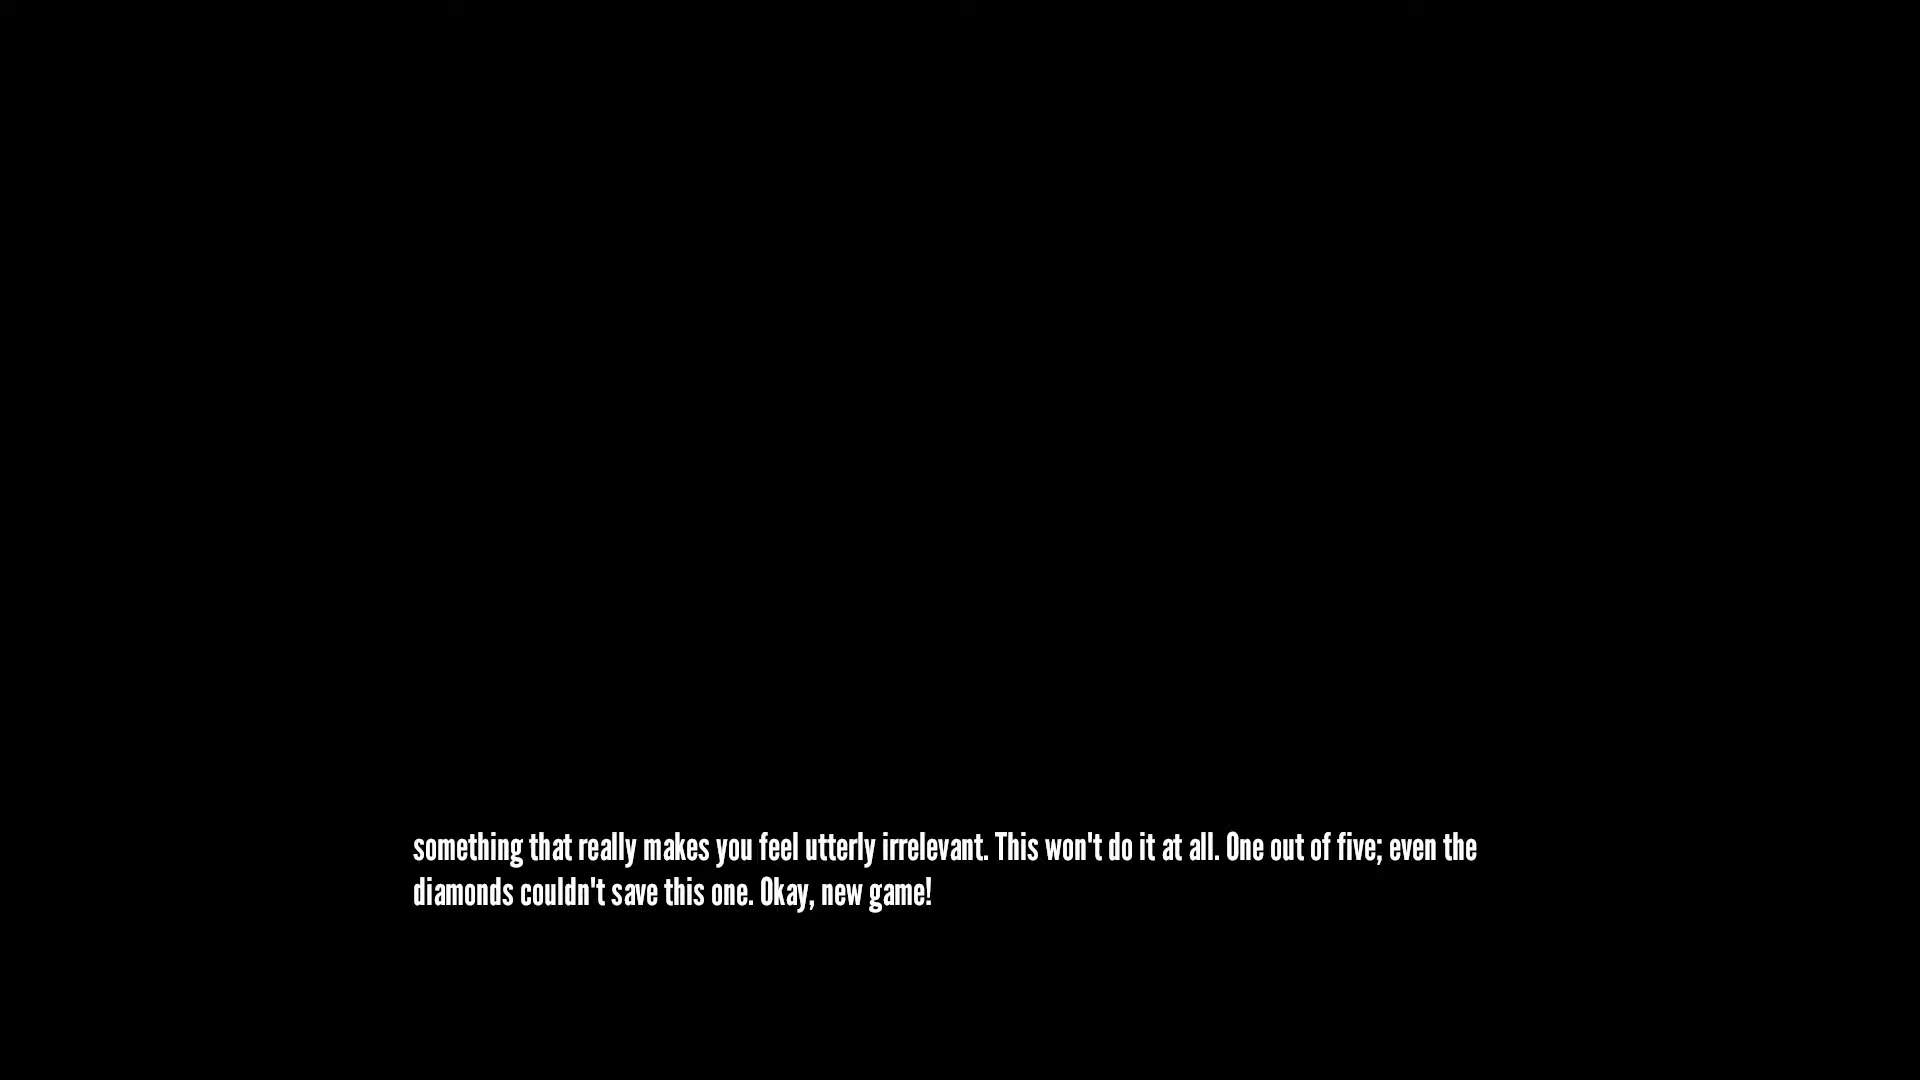 something that really makes you feel utterly irrelevant. This won't do it at all. One out of five; even the
diamonds couldn't save this one. Okay, new game!